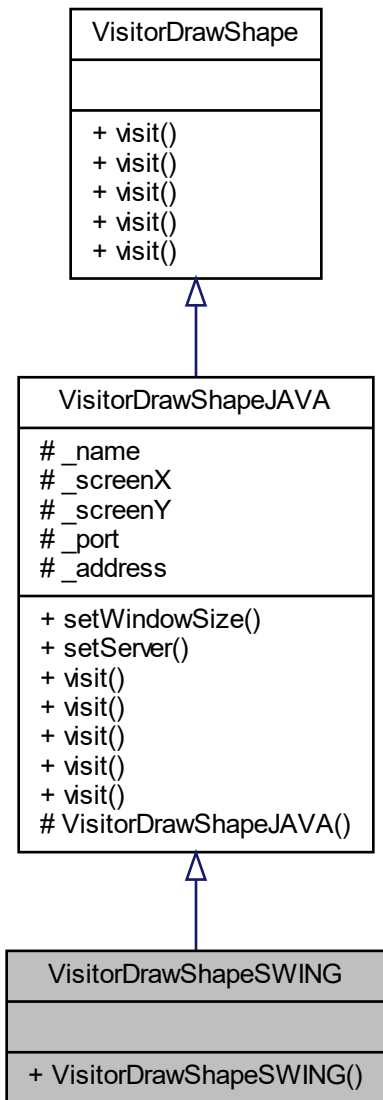 VisitorDrawShape
+ visit()
+ visit()
+ visit()
+ visit()
+ visit()
VisitorDrawShapeJAVA
# _name
# _screenX
# _screenY
# _port
# _address
+ setWindowSize()
+ setServer()
+ visit()
+ visit()
+ visit()
+ visit()
+ visit()
# VisitorDrawShapeJAVA()
VisitorDrawShapeSWING
+ VisitorDrawShapeSWING()